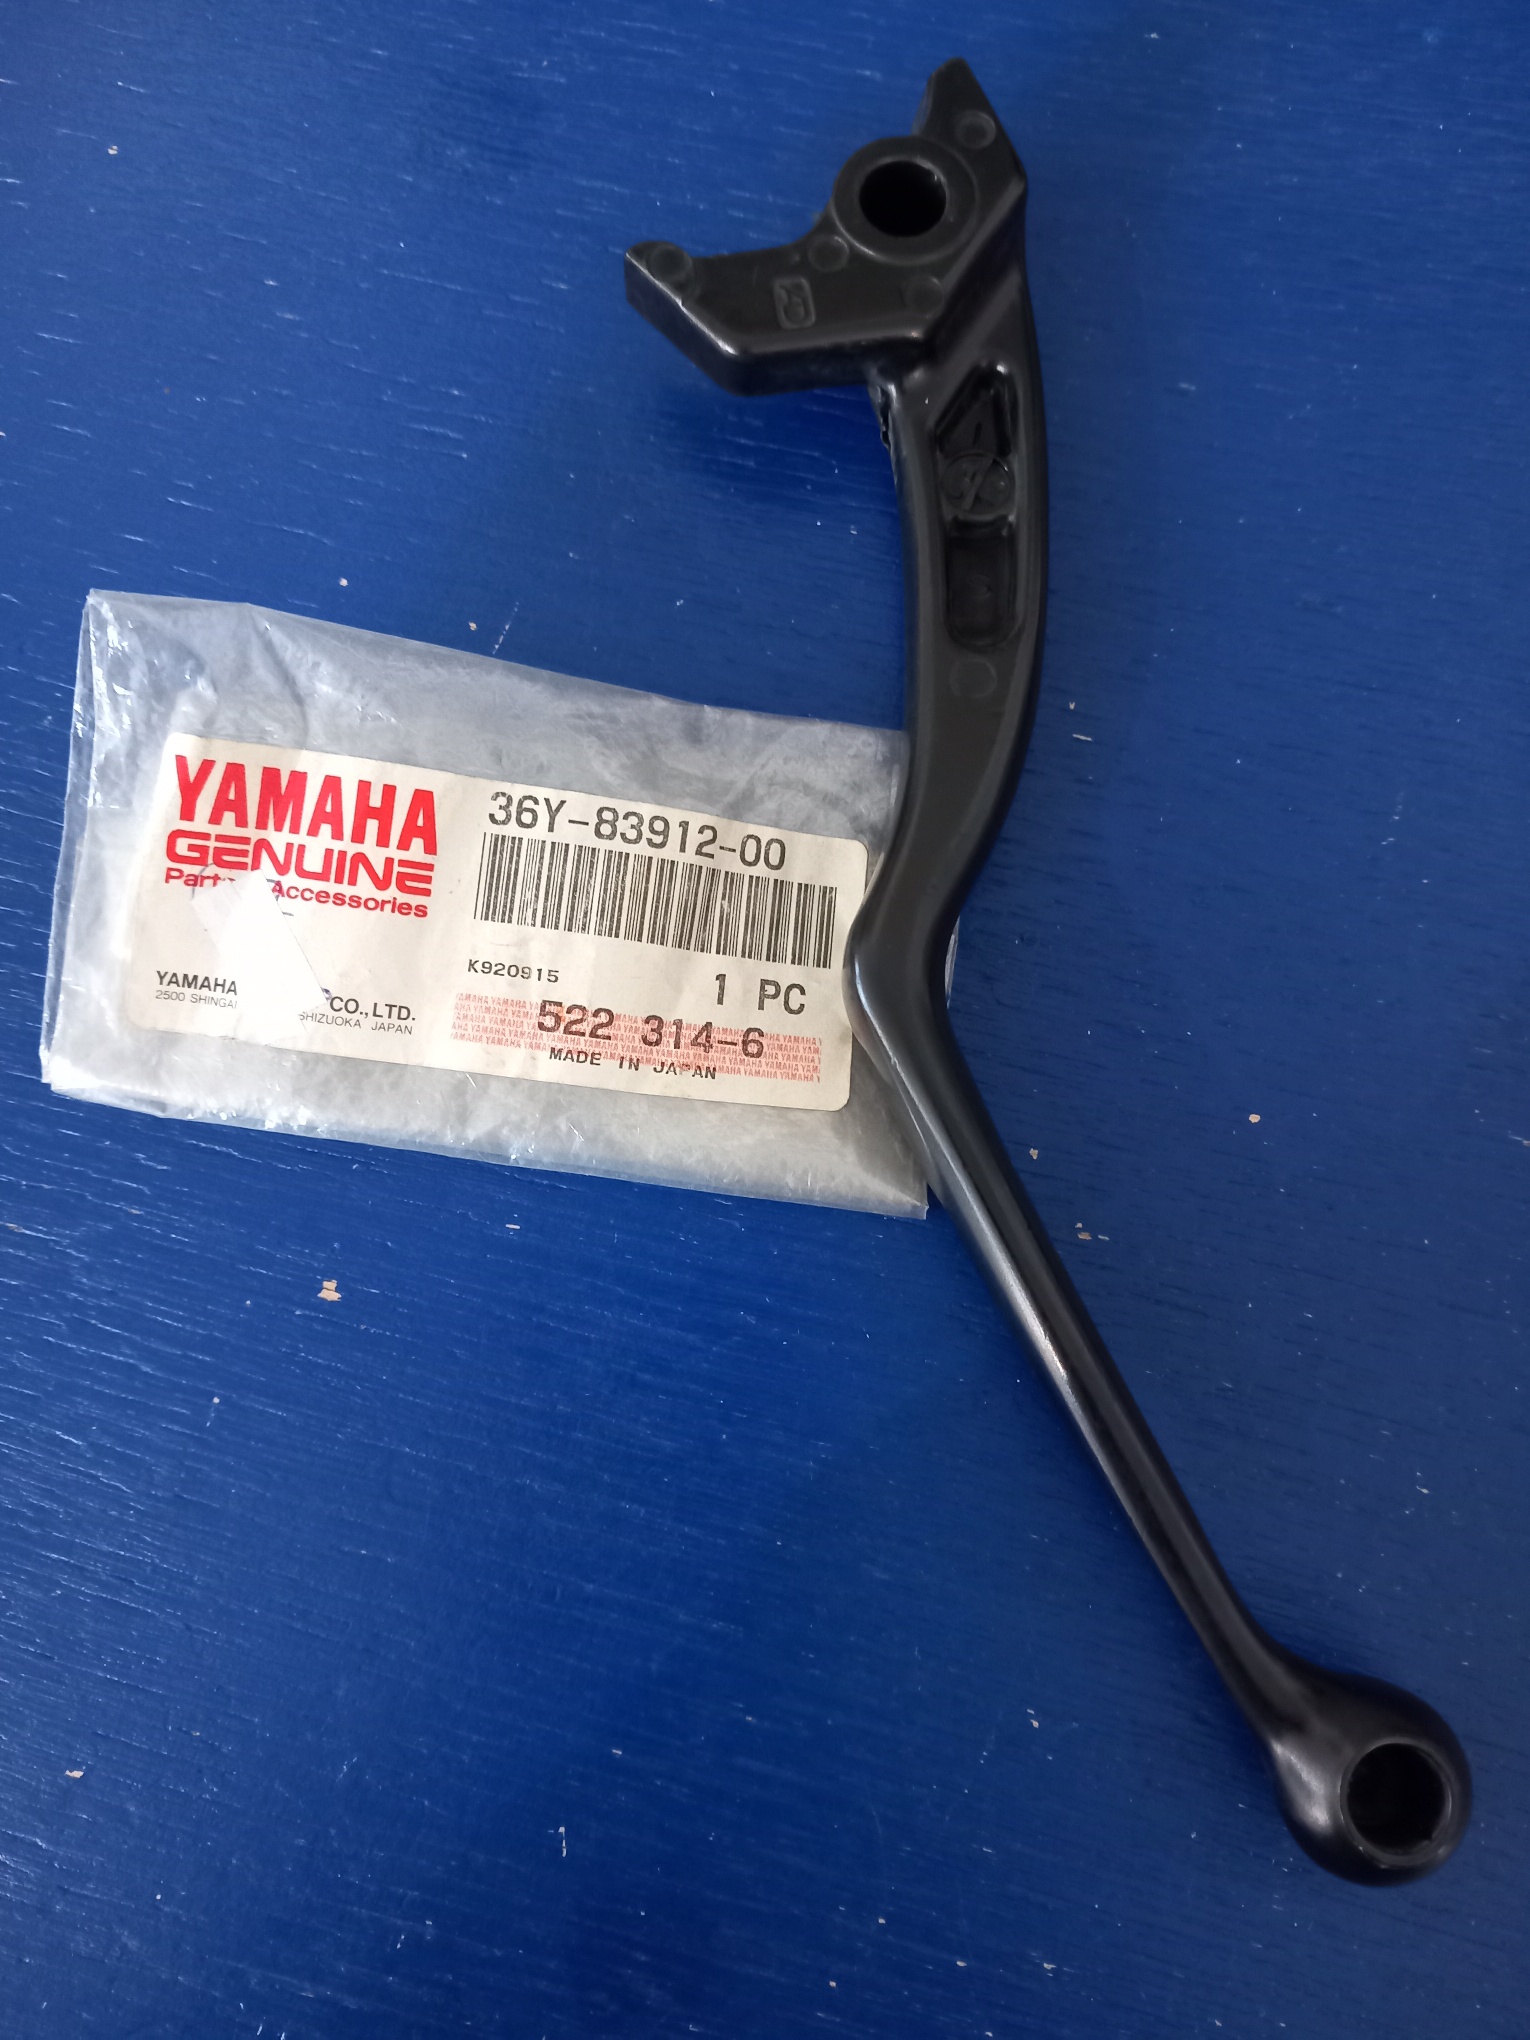 YAMAHA
GENUINE
Accessories
YAMAHA CO., LTD.
2500 SHIZUOKA JAPAN
36Y-83912-00
K920915
1 PC
522 314-6
MADE IN JAPAN